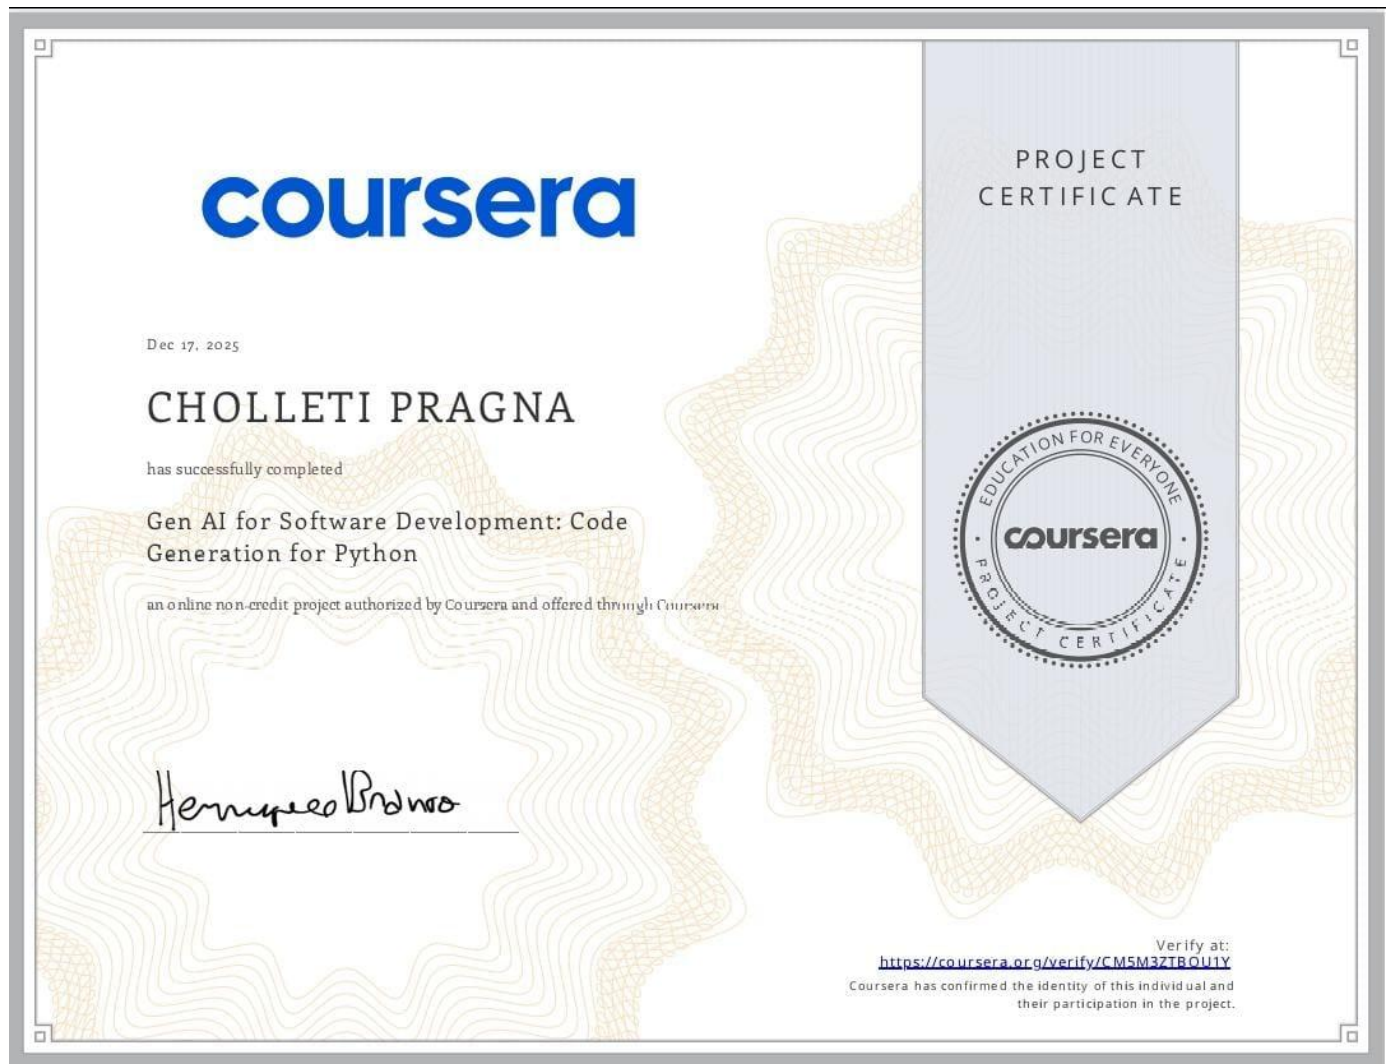 coursera
PROJECT
CERTIFICATE
Dec 17, 2025
CHOLLETI PRAGNA
has successfully completed
Gen AI for Software Development: Code
Generation for Python
an online non-credit project authorized by Coursera and offered through Coursera
EDUCATION FOR EVERYONE
coursera
PROJECT CERTIFICATE
Verify at:
https://coursera.org/verify/CM5M3ZTBOU1Y
Coursera has confirmed the identity of this individual and
their participation in the project.